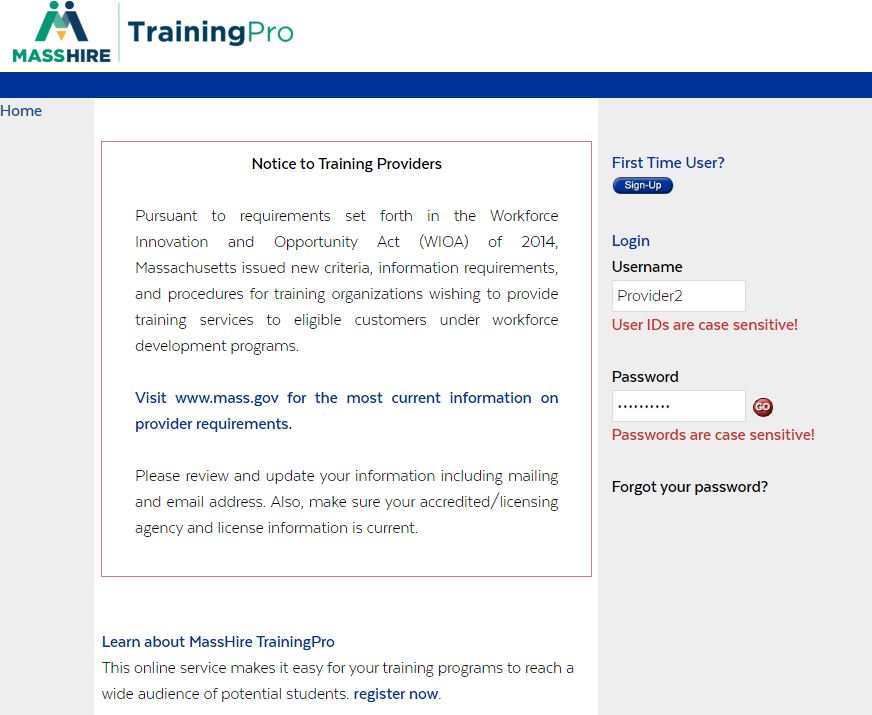 MASSHIRE
TrainingPro
Home
Notice to Training Providers
Pursuant to requirements set forth in the Workforce
Innovation and Opportunity Act (WIOA) of 2014,
Massachusetts issued new criteria, information requirements,
and procedures for training organizations wishing to provide
training services to eligible customers under workforce
development programs.
Visit www.mass.gov for the most current information on
provider requirements.
Please review and update your information including mailing
and email address. Also, make sure your accredited/licensing
agency and license information is current.
Learn about MassHire TrainingPro
This online service makes it easy for your training programs to reach a
wide audience of potential students. register now.
First Time User?
Sign-Up
Login
Username
Provider2
User IDs are case sensitive!
Password
••••••••••
GO
Passwords are case sensitive!
Forgot your password?